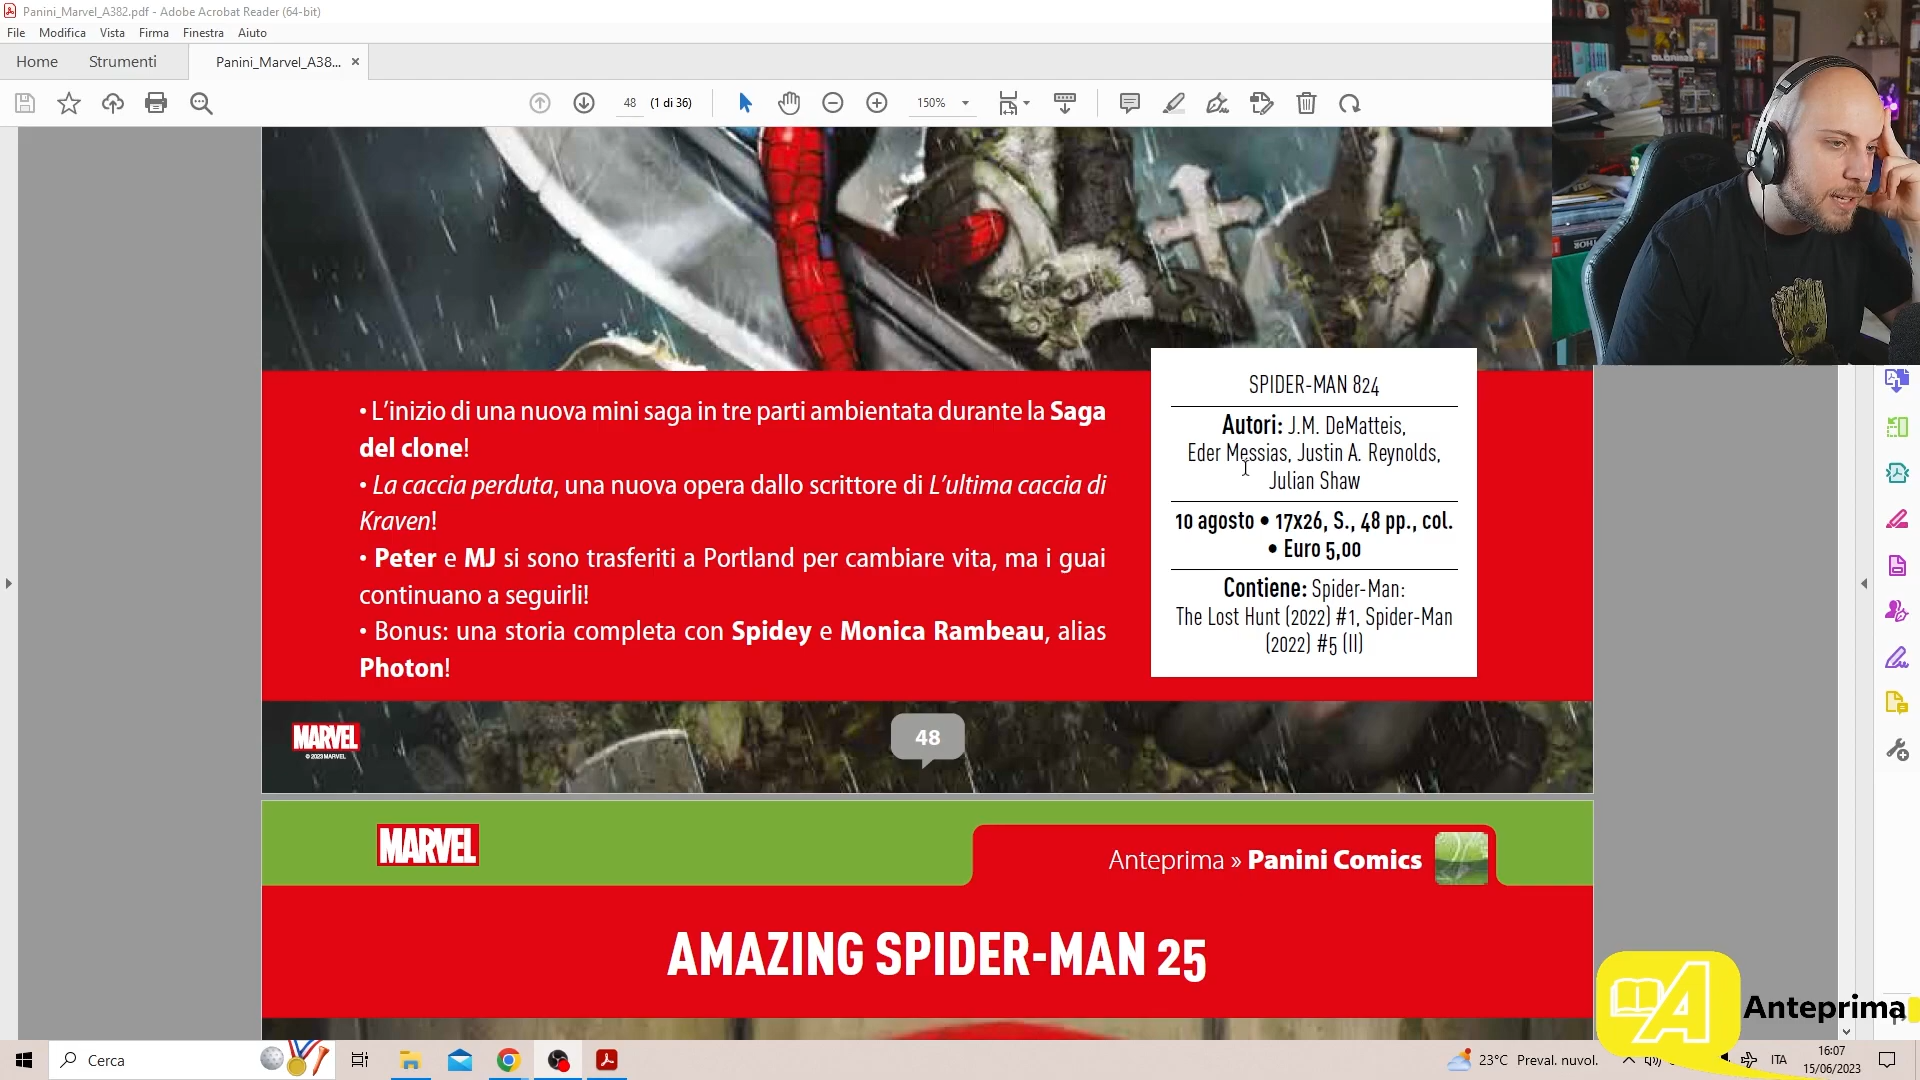 Panini_Marvel_A382.pdf - Adobe Acrobat Reader (64-bit)
File Modifica Vista Firma Finestra Aiuto
Home Strumenti Panini_Marvel_A38... ×
48 (1 di 36) 150%
• L'inizio di una nuova mini saga in tre parti ambientata durante la Saga
del clone!
• La caccia perduta, una nuova opera dallo scrittore di L'ultima caccia di
Kraven!
• Peter e MJ si sono trasferiti a Portland per cambiare vita, ma i guai
continuano a seguirli!
• Bonus: una storia completa con Spidey e Monica Rambeau, alias
Photon!
SPIDER-MAN 824
Autori: J.M. DeMatteis,
Eder Messias, Justin A. Reynolds,
Julian Shaw
10 agosto • 17x26, S., 48 pp., col.
• Euro 5,00
Contiene: Spider-Man:
The Lost Hunt (2022) #1, Spider-Man
(2022) #5 (II)
MARVEL
© 2023 MARVEL
48
MARVEL
Anteprima » Panini Comics
AMAZING SPIDER-MAN 25
A
Anteprima
Cerca
23°C Preval. nuvol.
ITA
16:07
15/06/2023